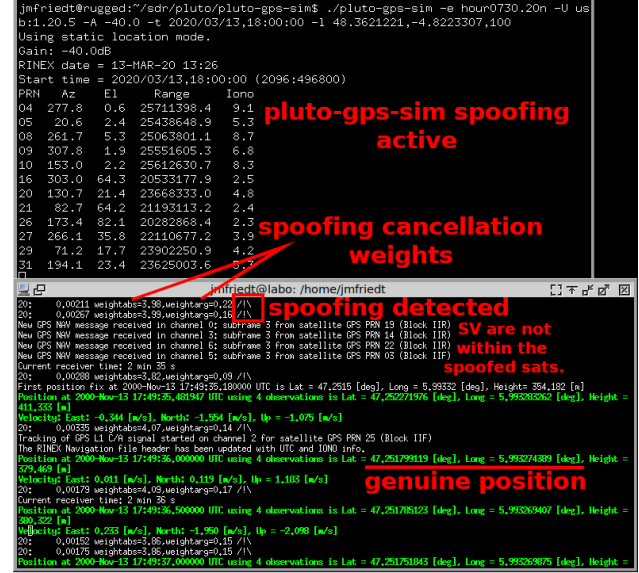 jmfriedt@rugged:~/sdr/pluto/pluto-gps-sim$ ./pluto-gps-sim -e hour0730.20n -U us
b:1.20.5 -A -40.0 -t 2020/03/13,18:00:00 -l 48.3621221,-4.8223307,100
Using static location mode.
Gain: -40.0dB
RINEX date = 13-MAR-20 13:26
Start time = 2020/03/13,18:00:00 (2096:496800)
PRN Az El Range Iono
04 277.8 0.6 25711398.4 9.1
05 20.6 2.4 25438648.9 5.3
08 261.7 5.3 25063801.1 8.7
09 307.8 1.9 25551605.3 6.8
10 153.0 2.2 25612630.7 8.3
16 303.0 64.3 20533177.9 2.5
20 130.7 21.4 23668333.0 4.8
21 82.7 64.2 21193113.2 2.4
26 173.4 82.1 20282868.4 2.3
27 266.1 35.8 22110677.2 3.9
29 71.2 17.7 23902250.9 4.2
31 194.1 23.4 23625003.6 5.7
pluto-gps-sim spoofing
active
spoofing cancellation
weights
jmfriedt@labo: /home/jmfriedt
20: 0,00211 weightabs=3,98,weightarg=0,22 /!\
20: 0,00267 weightabs=3,99,weightarg=0,16 /!\
spoofing detected
New GPS NAV message received in channel 0: subframe 3 from satellite GPS PRN 19 (Block IIR)
New GPS NAV message received in channel 3: subframe 3 from satellite GPS PRN 14 (Block IIR)
New GPS NAV message received in channel 5: subframe 3 from satellite GPS PRN 22 (Block IIR)
New GPS NAV message received in channel 6: subframe 3 from satellite GPS PRN 03 (Block IIF)
SV are not
within the
spoofed sats.
Current receiver time: 2 min 35 s
20: 0,00288 weightabs=3,82,weightarg=0,09 /!\
First position fix at 2000-Nov-13 17:49:35.180000 UTC is Lat = 47.2515 [deg], Long = 5.99332 [deg], Height= 354.182 [m]
Position at 2000-Nov-13 17:49:35.481947 UTC using 4 observations is Lat = 47.252271976 [deg], Long = 5.993283262 [deg], Height =
411.333 [m]
Velocity: East: -0.344 [m/s], North: -1.554 [m/s], Up = -1.075 [m/s]
20: 0,00335 weightabs=4,07,weightarg=0,14 /!\
Tracking of GPS L1 C/A signal started on channel 2 for satellite GPS PRN 25 (Block IIF)
The RINEX Navigation file header has been updated with UTC and IONO info.
Position at 2000-Nov-13 17:49:36.000000 UTC using 4 observations is Lat = 47.251799119 [deg], Long = 5.993274389 [deg], Height =
379.469 [m]
Velocity: East: 0.011 [m/s], North: 0.119 [m/s], Up = 1.183 [m/s]
genuine position
20: 0,00179 weightabs=4,09,weightarg=0,17 /!\
Current receiver time: 2 min 36 s
Position at 2000-Nov-13 17:49:36.500000 UTC using 4 observations is Lat = 47.251785123 [deg], Long = 5.993269407 [deg], Height =
380.322 [m]
Velocity: East: 0.233 [m/s], North: -1.950 [m/s], Up = -2.098 [m/s]
20: 0,00152 weightabs=3,86,weightarg=0,15 /!\
20: 0,00175 weightabs=3,86,weightarg=0,15 /!\
Position at 2000-Nov-13 17:49:37.000000 UTC using 4 observations is Lat = 47.251751843 [deg], Long = 5.993269875 [deg], Height =